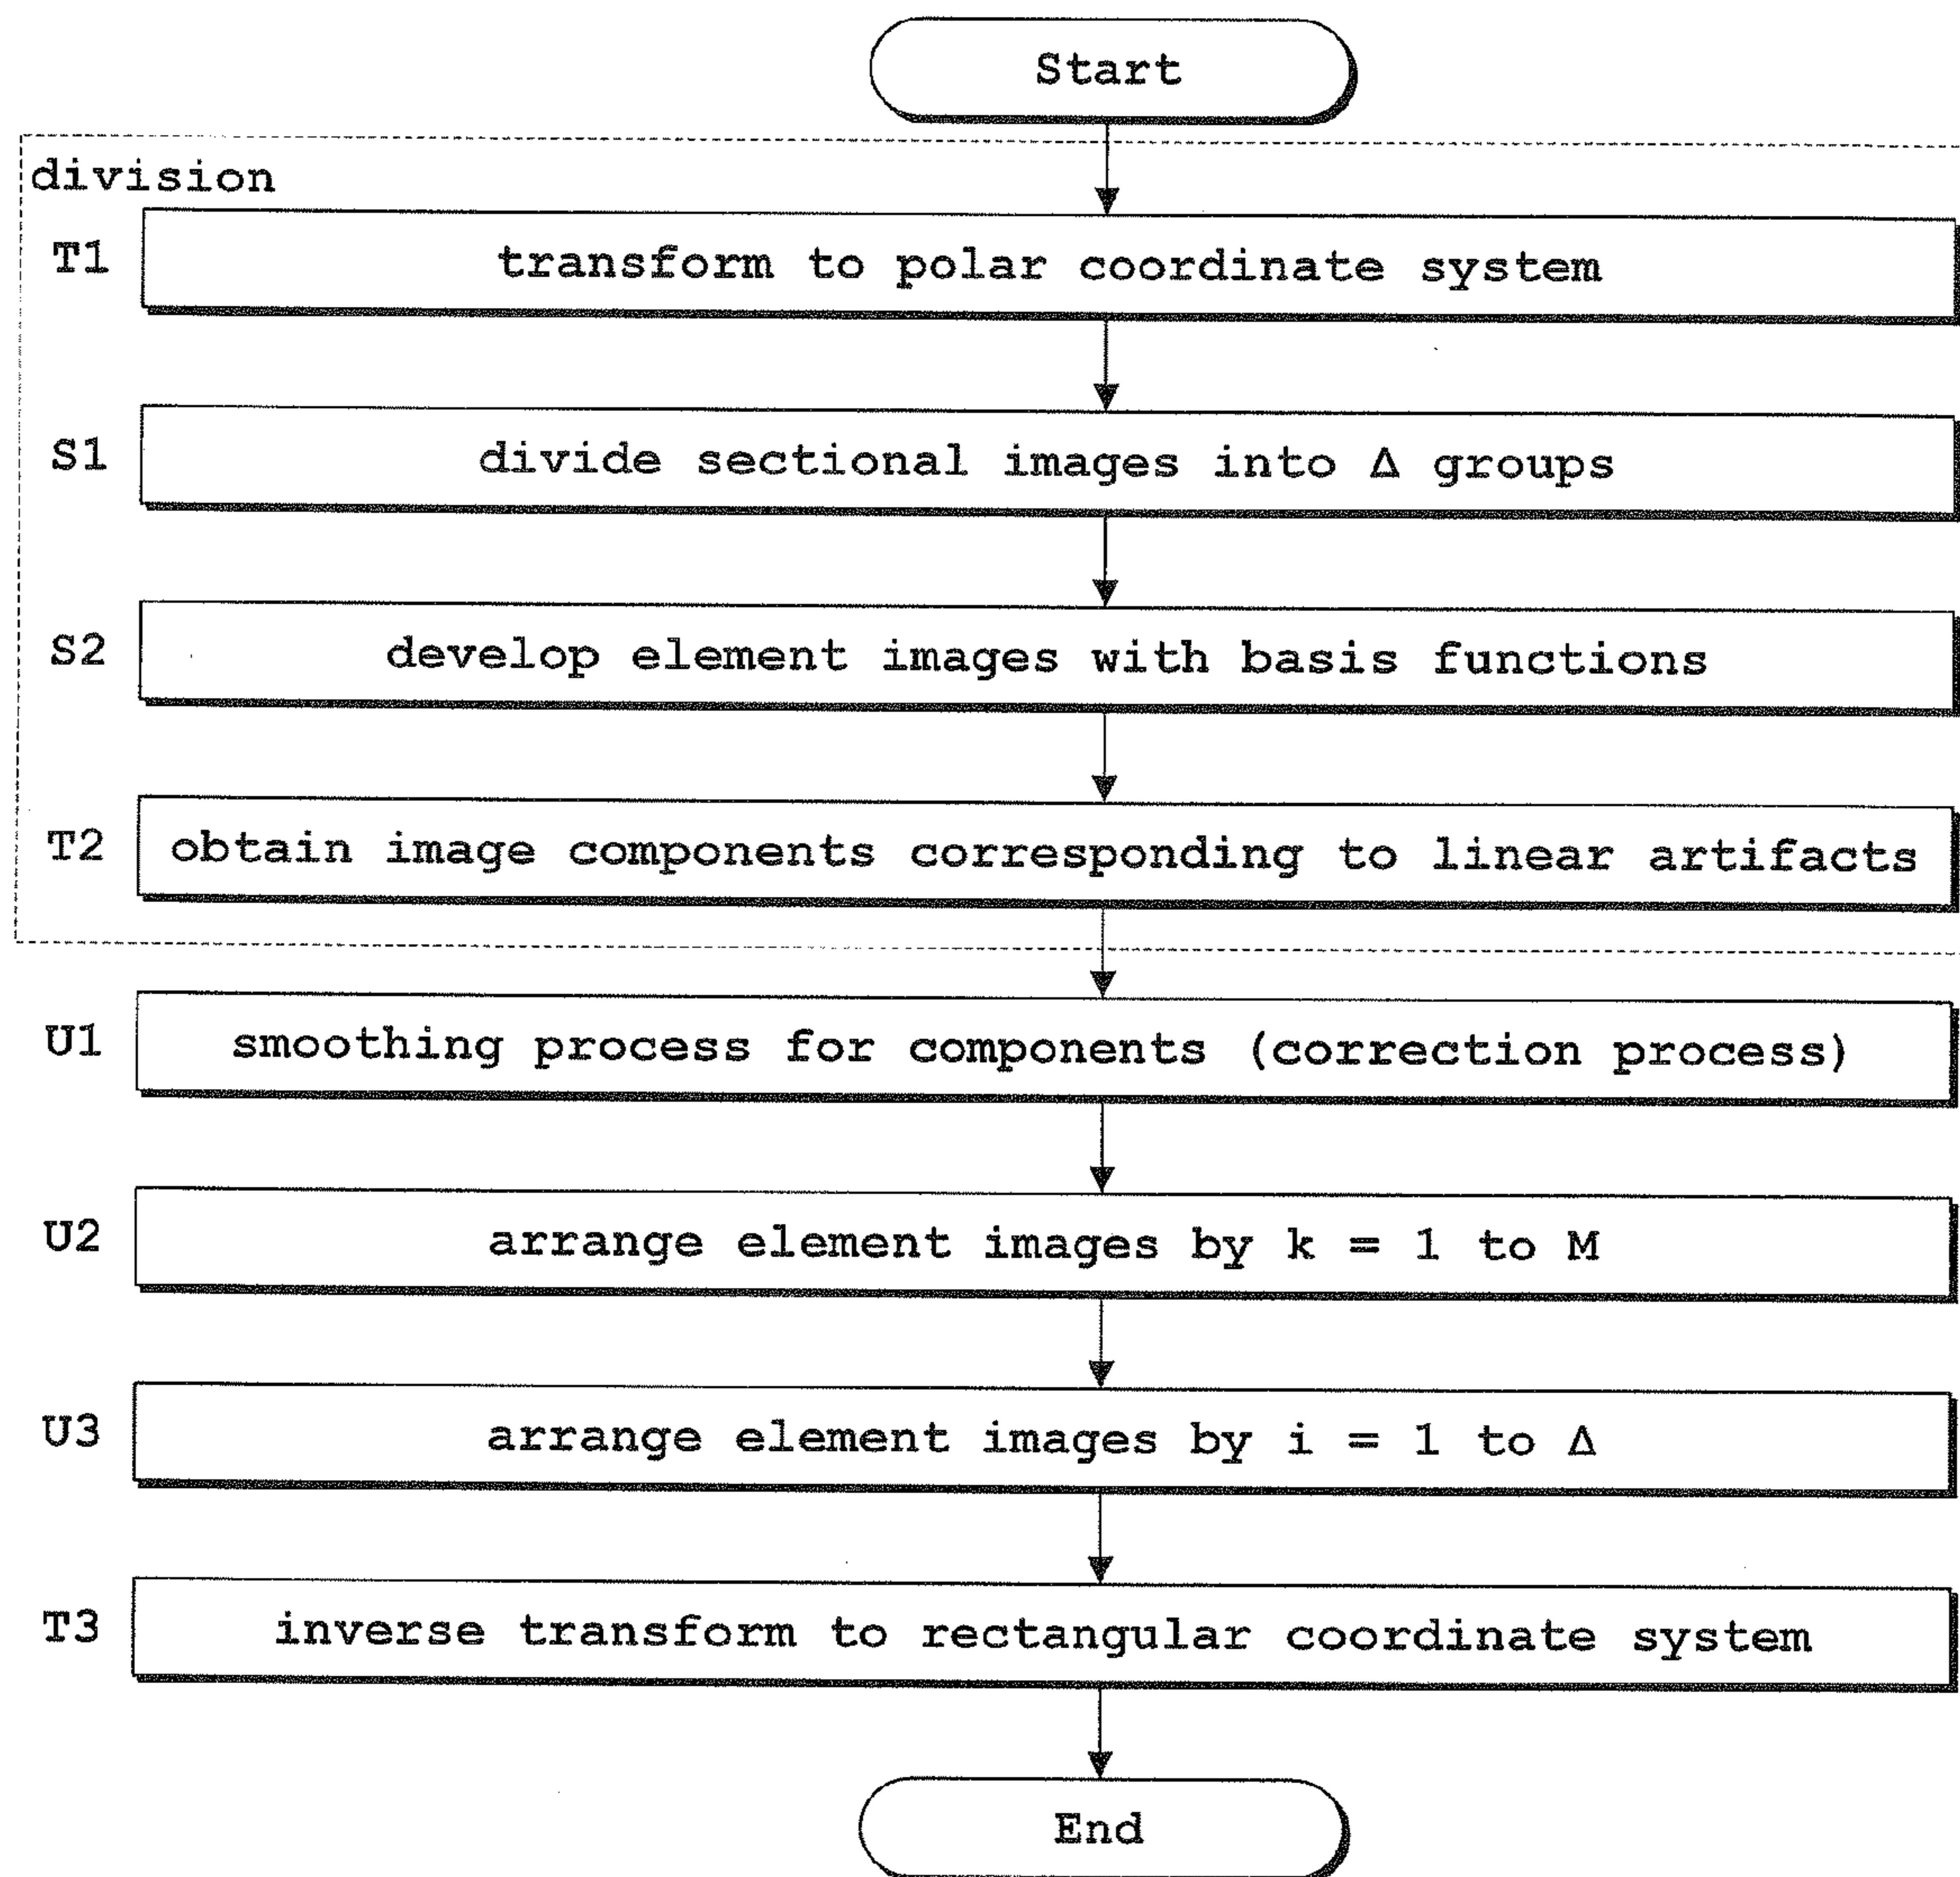 Start
division
T1 transform to polar coordinate system
S1 divide sectional images into Δ groups
S2 develop element images with basis functions
T2 obtain image components corresponding to linear artifacts
U1 smoothing process for components (correction process)
U2 arrange element images by k = 1 to M
U3 arrange element images by i = 1 to Δ
T3 inverse transform to rectangular coordinate system
End